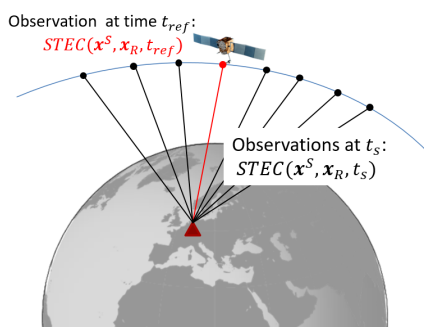 Observation at time t_ref:
STEC(x^S, x_R, t_ref)
Observations at t_s:
STEC(x^S, x_R, t_s)